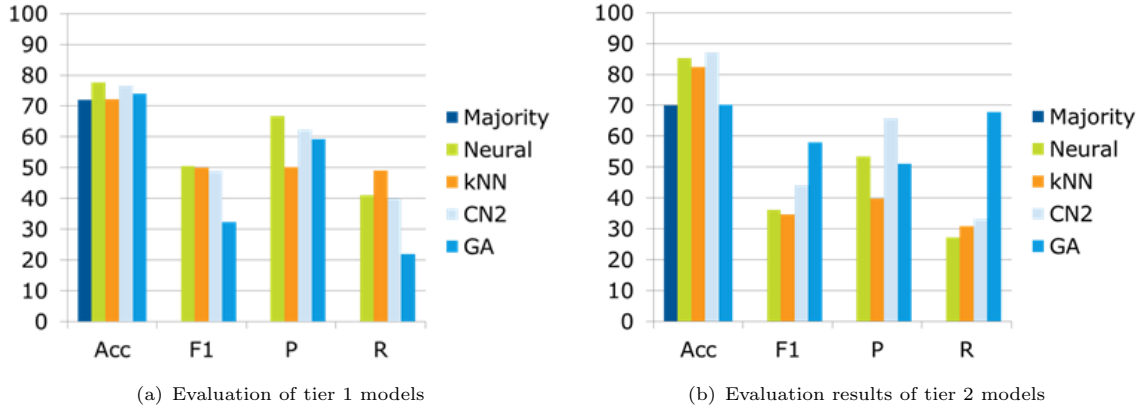 100
90
80
70
60
50
40
30
20
10
0
Acc F1 P R
Majority
Neural
kNN
CN2
GA
(a) Evaluation of tier 1 models
100
90
80
70
60
50
40
30
20
10
0
Acc F1 P R
Majority
Neural
kNN
CN2
GA
(b) Evaluation results of tier 2 models